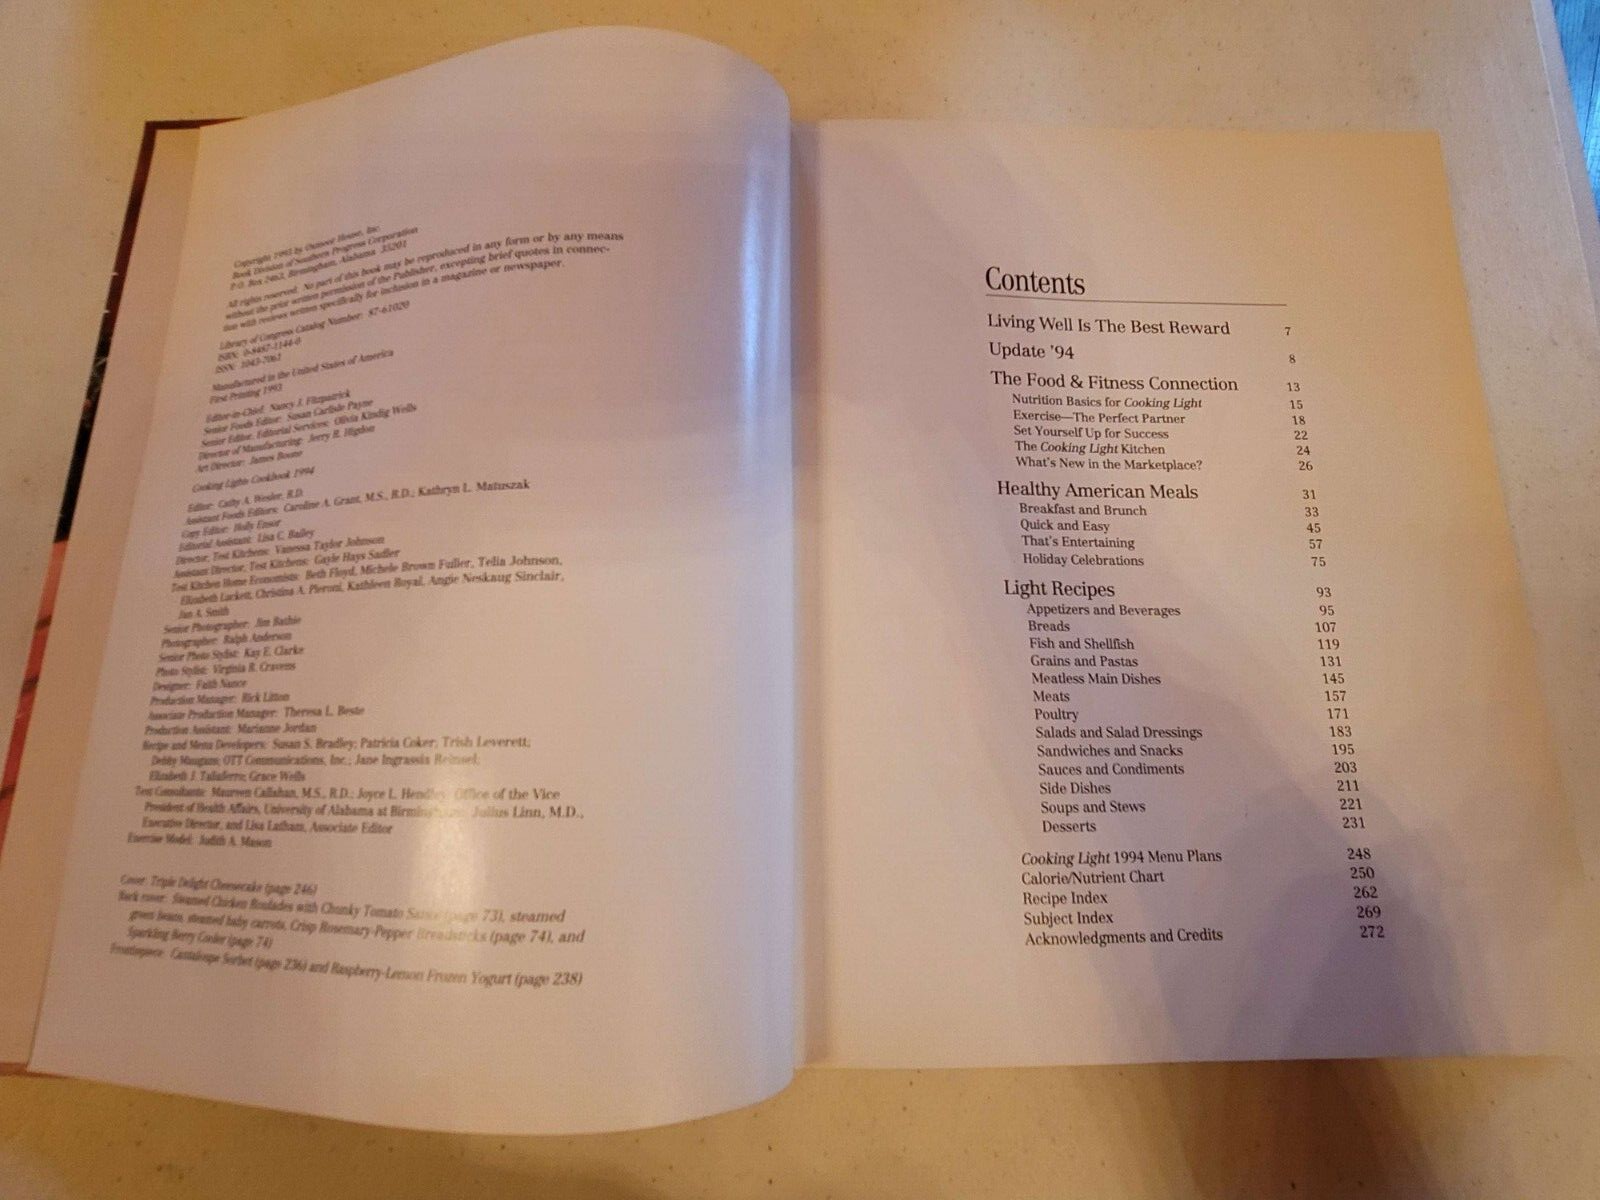 Copyright 1993 by Oxmoor House, Inc.
Book Division of Southern Progress Corporation
P.O. Box 2463, Birmingham, Alabama 35201
All rights reserved. No part of this book may be reproduced in any form or by any means
without the prior written permission of the Publisher, excepting brief quotes in connec-
tion with reviews written specifically for inclusion in a magazine or newspaper.
Library of Congress Catalog Number: 87-61020
ISBN: 0-8487-1144-0
ISSN: 1043-7061
Manufactured in the United States of America
First Printing 1993
Editor-in-Chief: Nancy J. Fitzpatrick
Senior Foods Editor: Susan Carlisle Payne
Senior Editor, Editorial Services: Olivia Kindig Wells
Director of Manufacturing: Jerry R. Higdon
Art Director: James Boone
Cooking Light Cookbook 1994
Editor: Cathy A. Wesler, R.D.
Assistant Foods Editors: Caroline A. Grant, M.S., R.D.; Kathryn L. Matuszak
Copy Editor: Holly Ensor
Editorial Assistant: Lisa C. Bailey
Director, Test Kitchens: Vanessa Taylor Johnson
Assistant Director, Test Kitchens: Gayle Hays Sadler
Test Kitchen Home Economists: Beth Floyd, Michele Brown Fuller, Telia Johnson,
Elizabeth Luckett, Christina A. Pieroni, Kathleen Royal, Angie Neskaug Sinclair,
Jan A. Smith
Senior Photographer: Jim Bathie
Photographer: Ralph Anderson
Senior Photo Stylist: Kay E. Clarke
Photo Stylist: Virginia R. Cravens
Designer: Faith Nance
Production Manager: Rick Litton
Associate Production Manager: Theresa L. Beste
Production Assistant: Marianne Jordan
Recipe and Menu Developers: Susan S. Bradley; Patricia Coker; Trish Leverett;
Debby Maugans; OTT Communications, Inc.; Jane Ingrassia Reinsel;
Elizabeth J. Taliaferro; Grace Wells
Text Consultants: Maureen Callahan, M.S., R.D.; Joyce L. Office of the Vice
President of Health Affairs, University of Alabama at Birmingham: Julius Linn, M.D.,
Executive Director, and Lisa Latham, Associate Editor
Exercise Model: Judith A. Mason
Cover: Triple Delight Cheesecake (page 246)
Back cover: Steamed Chicken Roulades with Chunky Tomato Sauce (page 73), steamed
green beans, steamed baby carrots, Crisp Rosemary-Pepper Breadsticks (page 74), and
Sparkling Berry Cooler (page 74)
Frontispiece: Cantaloupe Sorbet (page 236) and Raspberry-Lemon Frozen Yogurt (page 238)
Contents
Living Well Is The Best Reward 7
Update '94 8
The Food & Fitness Connection 13
Nutrition Basics for Cooking Light 15
Exercise—The Perfect Partner 18
Set Yourself Up for Success 22
The Cooking Light Kitchen 24
What's New in the Marketplace? 26
Healthy American Meals 31
Breakfast and Brunch 33
Quick and Easy 45
That's Entertaining 57
Holiday Celebrations 75
Light Recipes 93
Appetizers and Beverages 95
Breads 107
Fish and Shellfish 119
Grains and Pastas 131
Meatless Main Dishes 145
Meats 157
Poultry 171
Salads and Salad Dressings 183
Sandwiches and Snacks 195
Sauces and Condiments 203
Side Dishes 211
Soups and Stews 221
Desserts 231
Cooking Light 1994 Menu Plans 248
Calorie/Nutrient Chart 250
Recipe Index 262
Subject Index 269
Acknowledgments and Credits 272